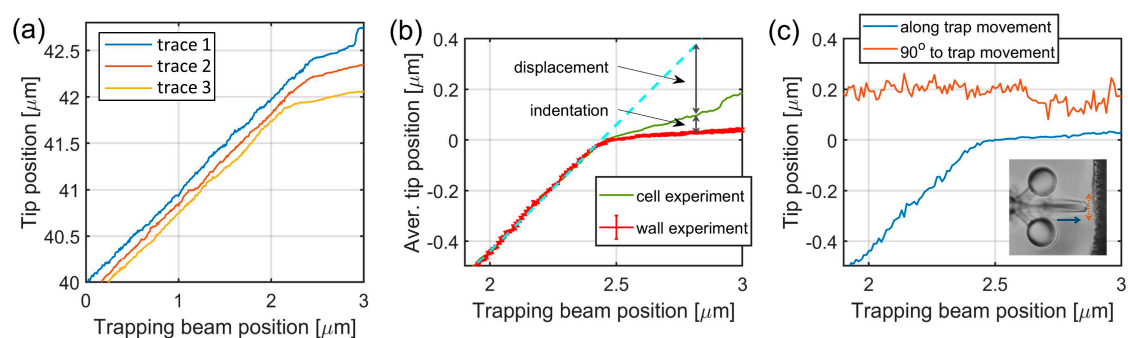 (a)
trace 1
trace 2
trace 3
42.5
42
41.5
41
40.5
40
0
1
2
3
Tip position [μm]
Trapping beam position [μm]
(b)
displacement
indentation
cell experiment
wall experiment
0.4
0.2
0
-0.2
-0.4
2
2.5
3
Aver. tip position [μm]
Trapping beam position [μm]
(c)
along trap movement
90° to trap movement
0.4
0.2
0
-0.2
-0.4
2
2.5
3
Tip position [μm]
Trapping beam position [μm]